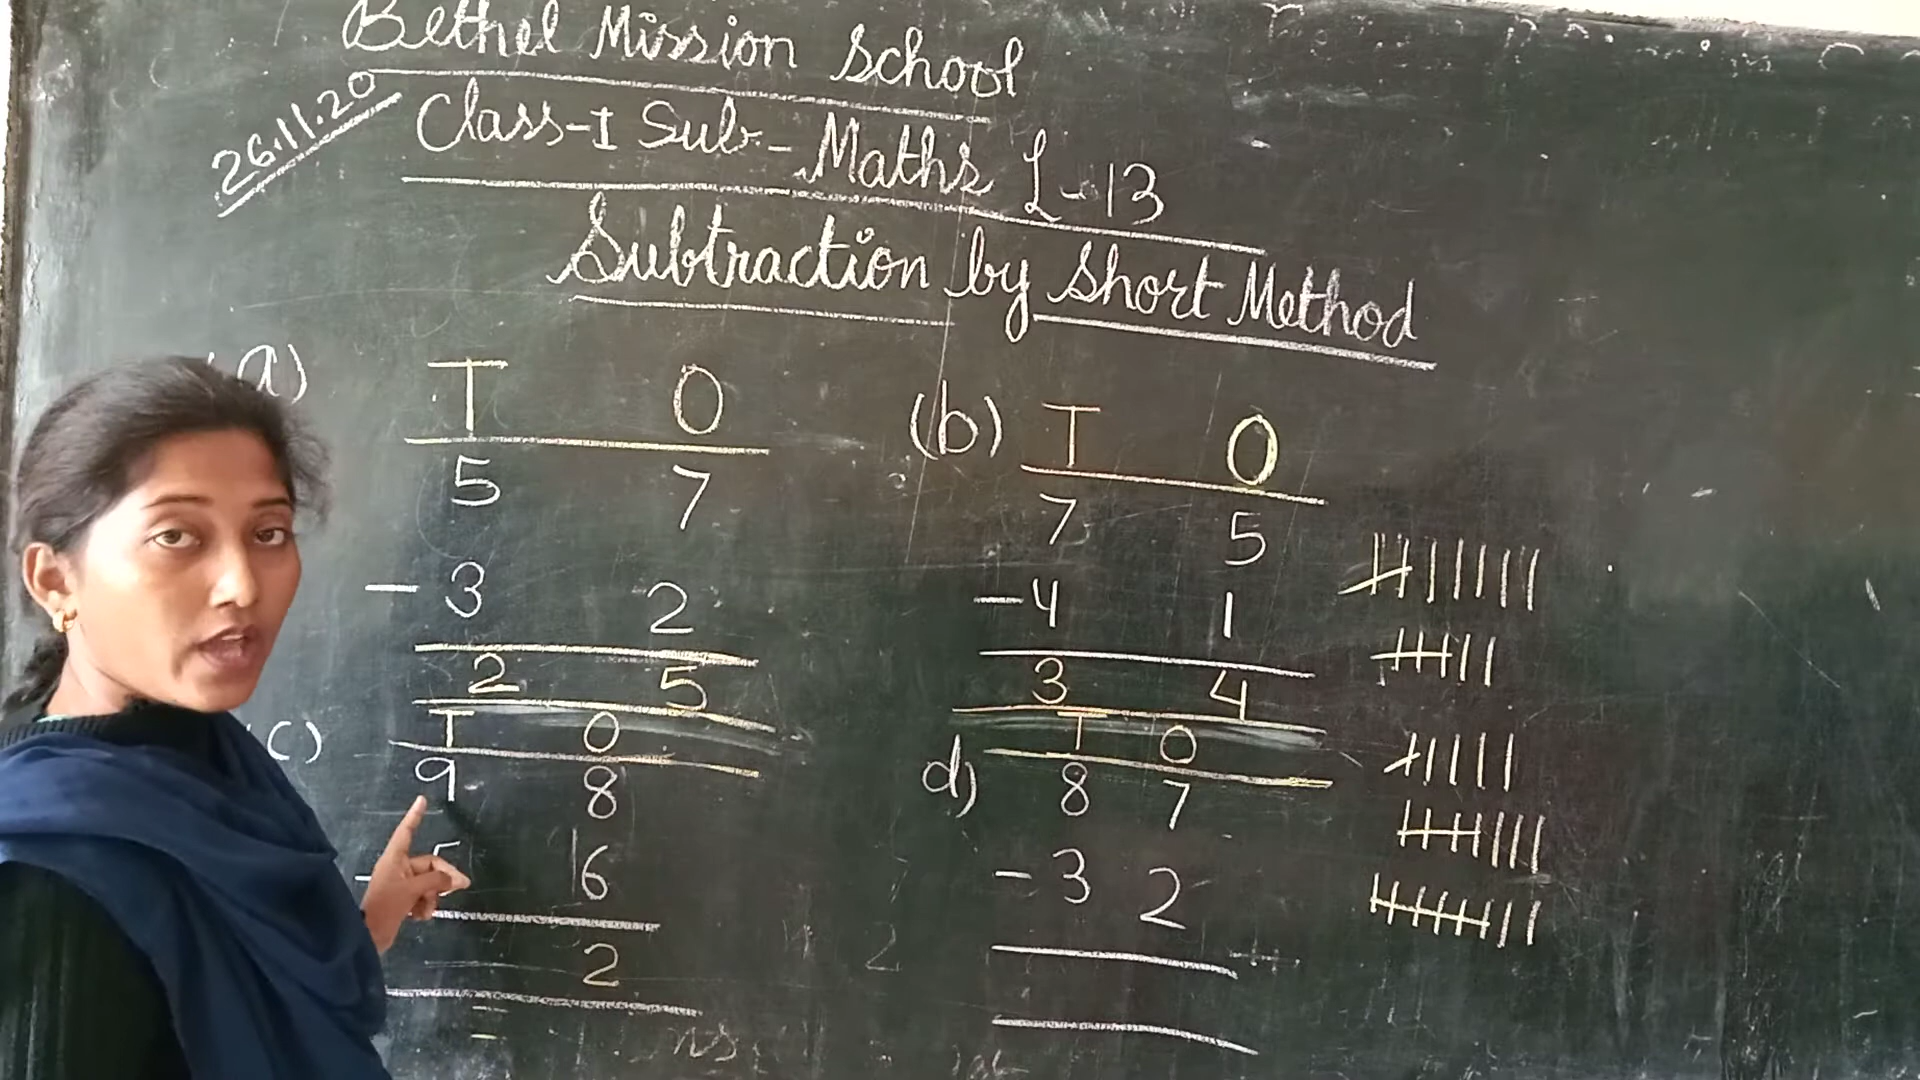 Bethel Mission School
26.11.20
Class-I Sub.- Maths L-13
Subtraction by Short Method
(a) T O
5 7
- 3 2
2 5
(b) T O
7 5
- 4 1
3 4
(c) T O
9 8
- 5 6
2
d) T O
8 7
- 3 2
2